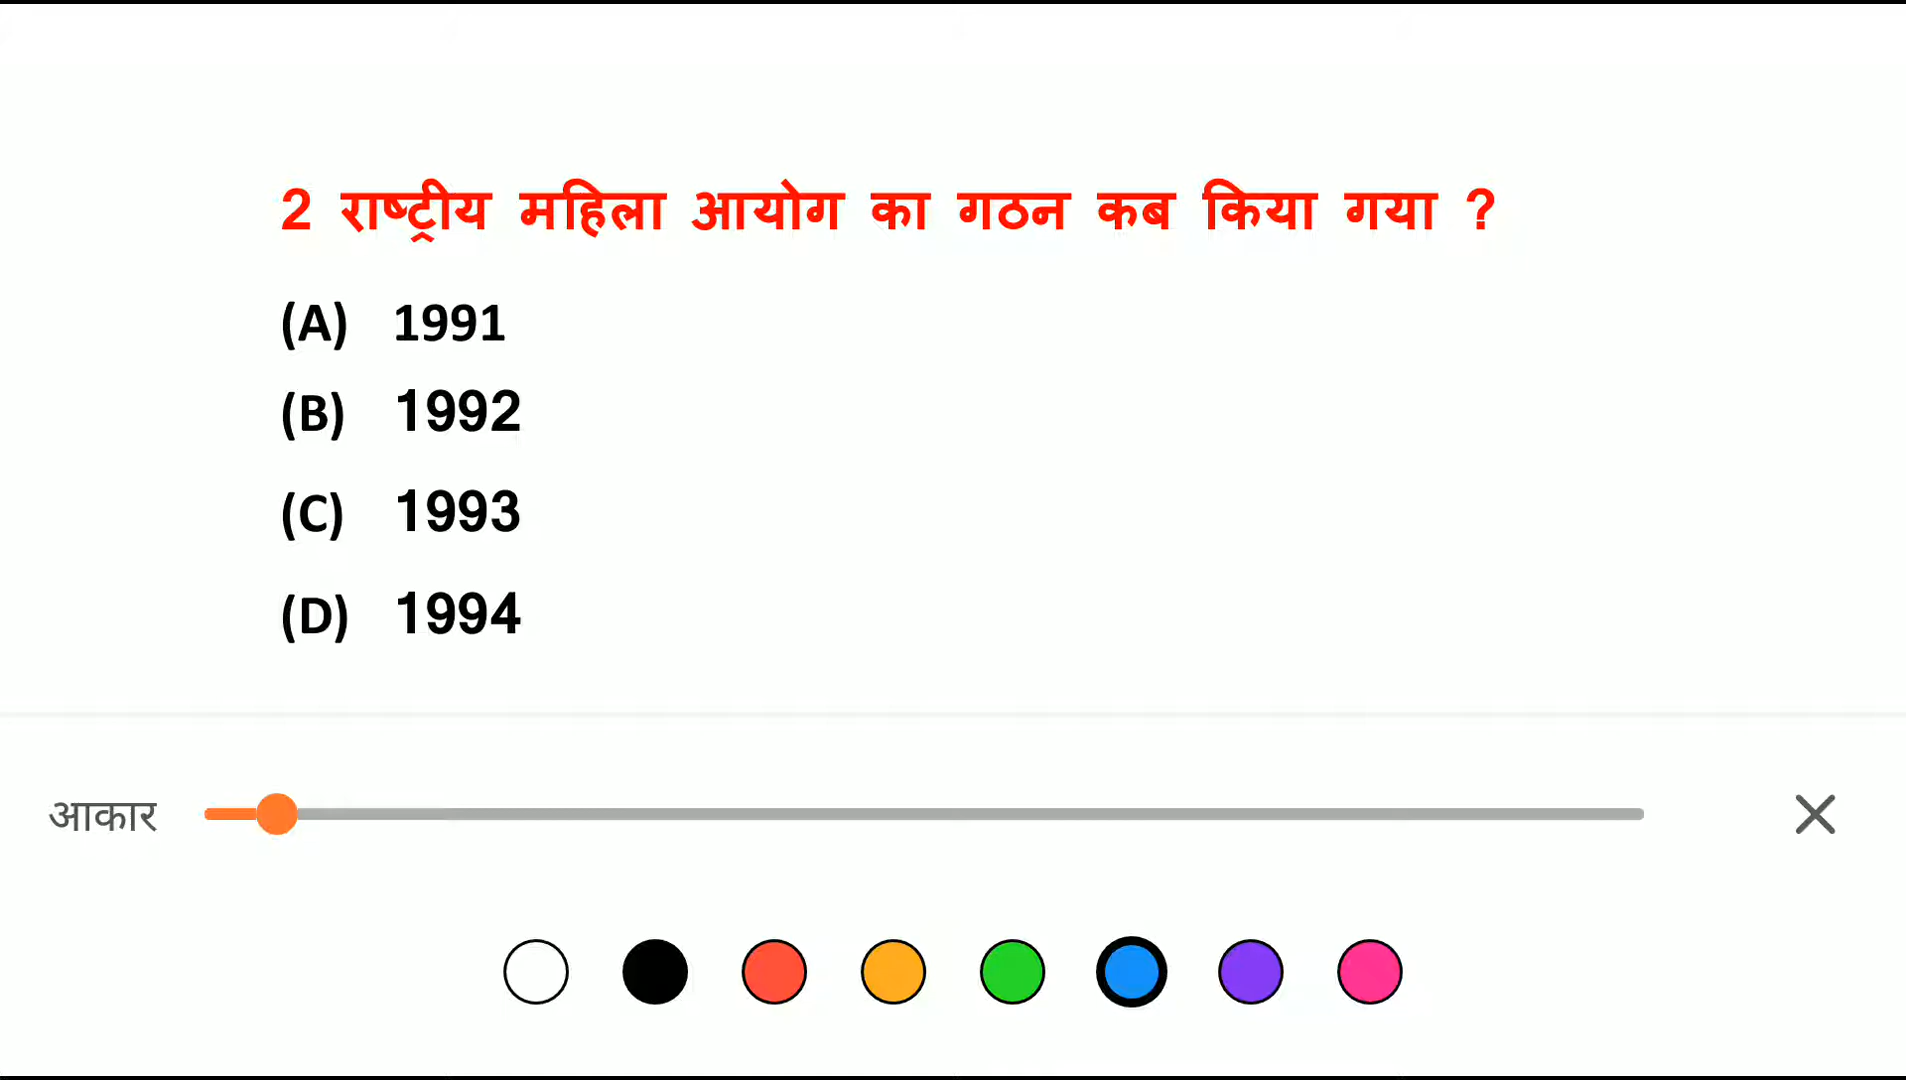 2 राष्ट्रीय महिला आयोग का गठन कब किया गया ?
(A) 1991
(B) 1992
(C) 1993
(D) 1994
आकार